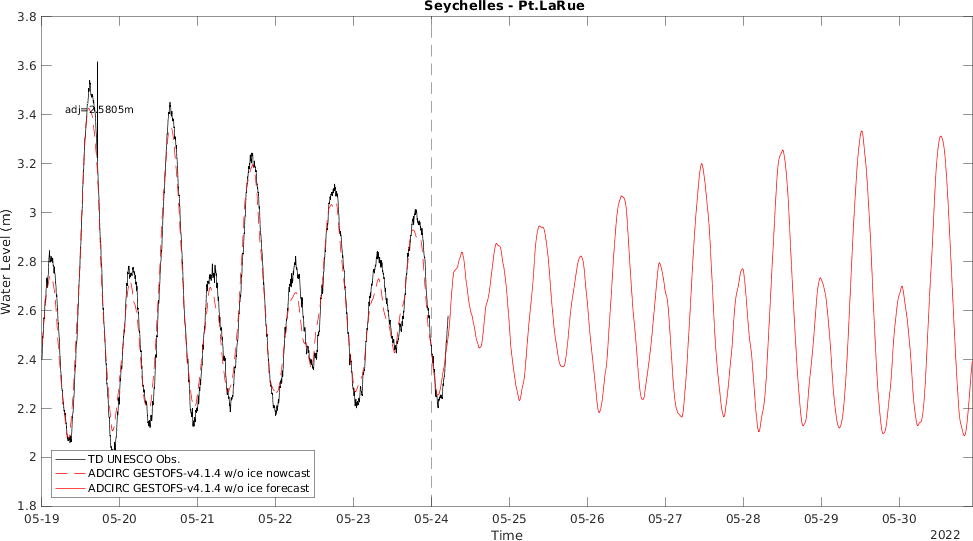 Seychelles - Pt.LaRue
3.8
3.6
3.4
3.2
3
2.8
2.6
2.4
2.2
2
1.8
Water Level (m)
adj=2.5805m
TD UNESCO Obs.
ADCIRC GESTOFS-v4.1.4 w/o ice nowcast
ADCIRC GESTOFS-v4.1.4 w/o ice forecast
05-19 05-20 05-21 05-22 05-23 05-24 05-25 05-26 05-27 05-28 05-29 05-30
Time
2022